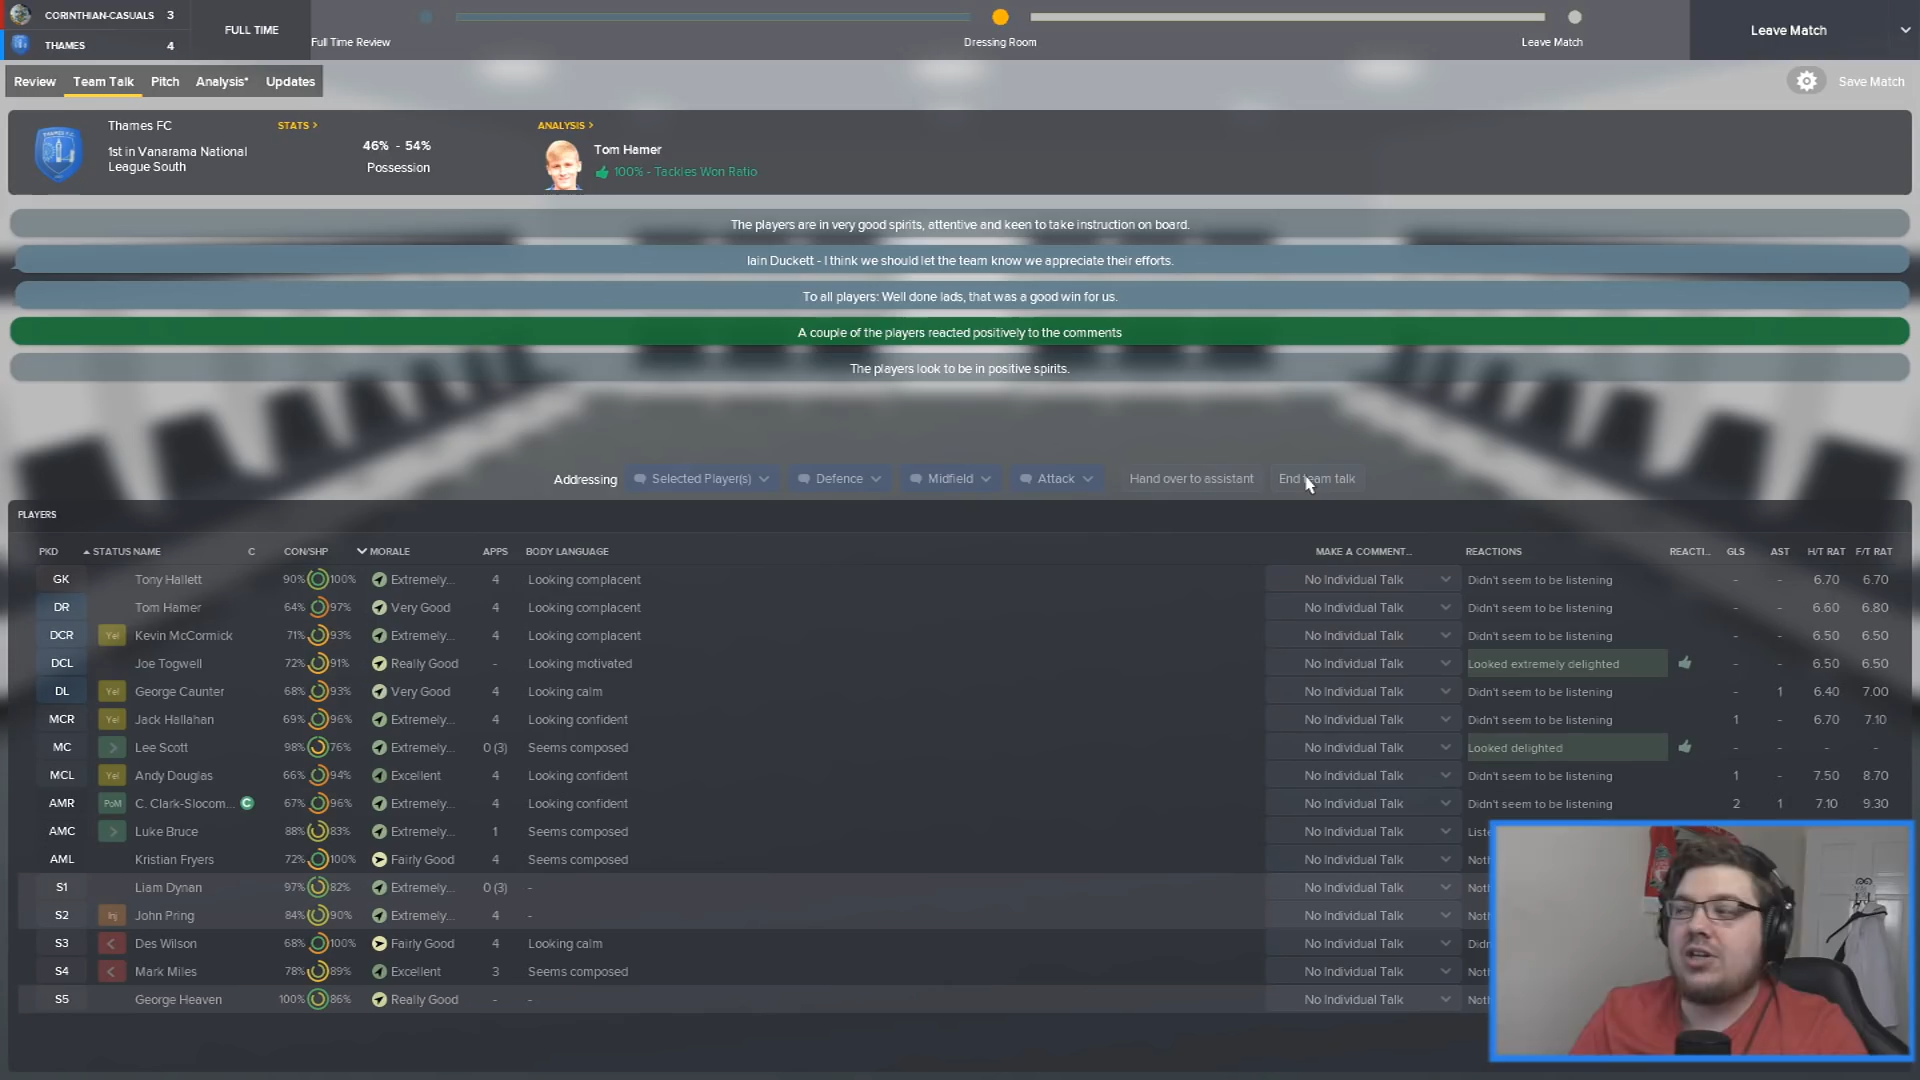 CORINTHIAN-CASUALS 3
THAMES 4
FULL TIME
Full Time Review
Dressing Room
Leave Match
Leave Match
Review Team Talk Pitch Analysis* Updates
Save Match
Thames FC
1st in Vanarama National
League South
STATS >
46% - 54%
Possession
ANALYSIS >
Tom Hamer
100% - Tackles Won Ratio
The players are in very good spirits, attentive and keen to take instruction on board.
Iain Duckett - I think we should let the team know we appreciate their efforts.
To all players: Well done lads, that was a good win for us.
A couple of the players reacted positively to the comments
The players look to be in positive spirits.
Addressing Selected Player(s) Defence Midfield Attack Hand over to assistant End team talk
PLAYERS
PKD STATUS NAME C CON/SHP MORALE APPS BODY LANGUAGE MAKE A COMMENT... REACTIONS REACTI... GLS AST H/T RAT F/T RAT
GK Tony Hallett 90% 100% Extremely... 4 Looking complacent No Individual Talk Didn't seem to be listening - - 6.70 6.70
DR Tom Hamer 64% 97% Very Good 4 Looking complacent No Individual Talk Didn't seem to be listening - - 6.60 6.80
DCR Yel Kevin McCormick 71% 93% Extremely... 4 Looking complacent No Individual Talk Didn't seem to be listening - - 6.50 6.50
DCL Joe Togwell 72% 91% Really Good - Looking motivated No Individual Talk Looked extremely delighted - - 6.50 6.50
DL Yel George Caunter 68% 93% Very Good 4 Looking calm No Individual Talk Didn't seem to be listening - 1 6.40 7.00
MCR Yel Jack Hallahan 69% 96% Extremely... 4 Looking confident No Individual Talk Didn't seem to be listening 1 - 6.70 7.10
MC > Lee Scott 98% 76% Extremely... 0 (3) Seems composed No Individual Talk Looked delighted - - - -
MCL Yel Andy Douglas 66% 94% Excellent 4 Looking confident No Individual Talk Didn't seem to be listening 1 - 7.50 8.70
AMR PoM C. Clark-Slocom... C 67% 96% Extremely... 4 Looking confident No Individual Talk Didn't seem to be listening 2 1 7.10 9.30
AMC > Luke Bruce 88% 83% Extremely... 1 Seems composed No Individual Talk
AML Kristian Fryers 72% 100% Fairly Good 4 Seems composed No Individual Talk
S1 Liam Dynan 97% 82% Extremely... 0 (3) - No Individual Talk
S2 Inj John Pring 84% 90% Extremely... 4 - No Individual Talk
S3 < Des Wilson 68% 100% Fairly Good 4 Looking calm No Individual Talk
S4 < Mark Miles 78% 89% Excellent 3 Seems composed No Individual Talk
S5 George Heaven 100% 86% Really Good - - No Individual Talk